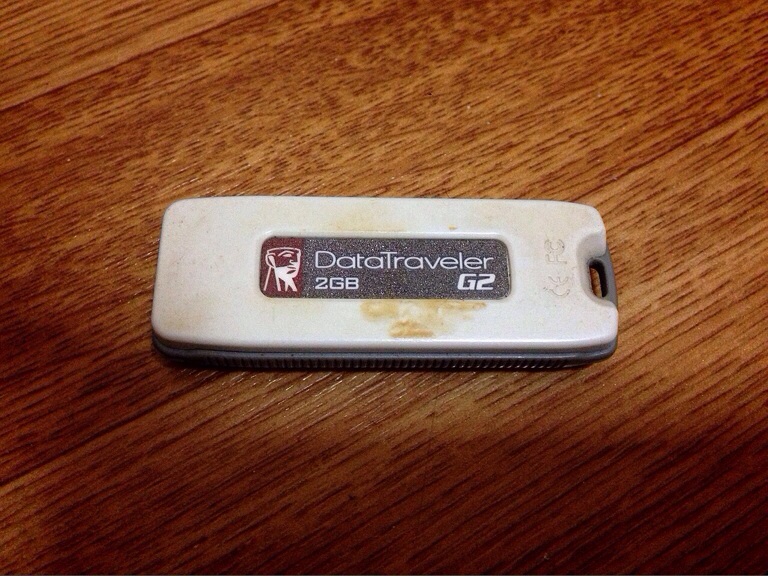 DataTraveler
2GB G2
CE FC